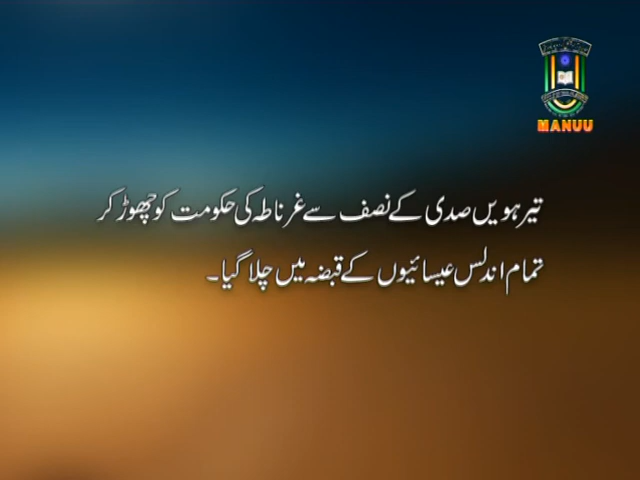 MANUU
تیرہویں صدی کے نصف سے غرناطہ کی حکومت کو چھوڑ کر
تمام اندلس عیسائیوں کے قبضہ میں چلا گیا۔